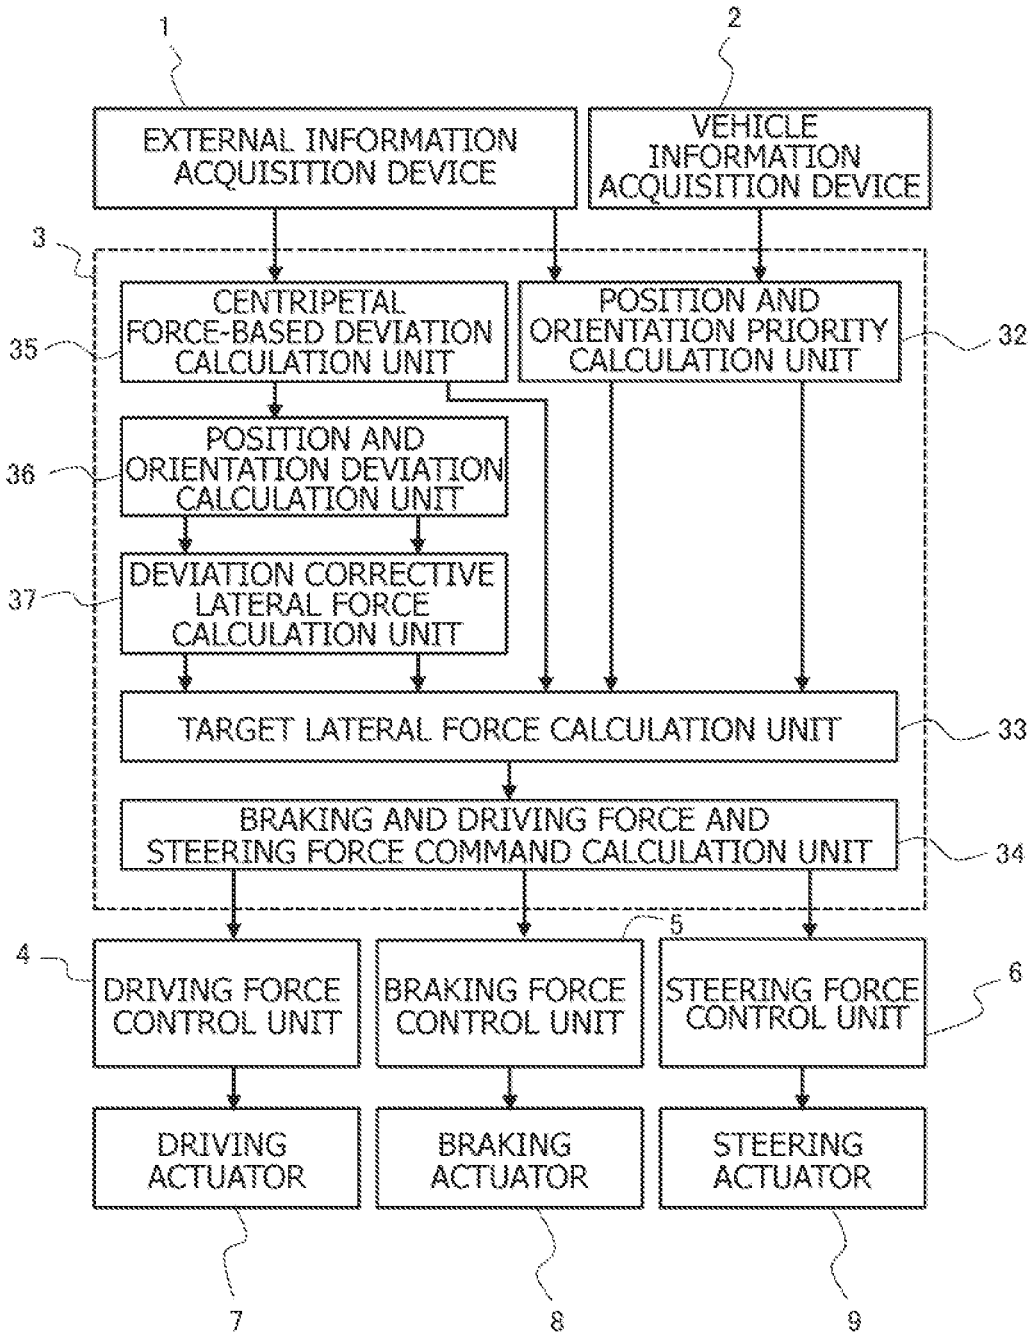 1
2
EXTERNAL INFORMATION
ACQUISITION DEVICE
VEHICLE
INFORMATION
ACQUISITION DEVICE
3
CENTRIPETAL
FORCE-BASED DEVIATION
CALCULATION UNIT
35
POSITION AND
ORIENTATION PRIORITY
CALCULATION UNIT
32
POSITION AND
ORIENTATION DEVIATION
CALCULATION UNIT
36
DEVIATION CORRECTIVE
LATERAL FORCE
CALCULATION UNIT
37
TARGET LATERAL FORCE CALCULATION UNIT
33
BRAKING AND DRIVING FORCE AND
STEERING FORCE COMMAND CALCULATION UNIT
34
4
DRIVING FORCE
CONTROL UNIT
5
BRAKING FORCE
CONTROL UNIT
6
STEERING FORCE
CONTROL UNIT
DRIVING
ACTUATOR
BRAKING
ACTUATOR
STEERING
ACTUATOR
7
8
9